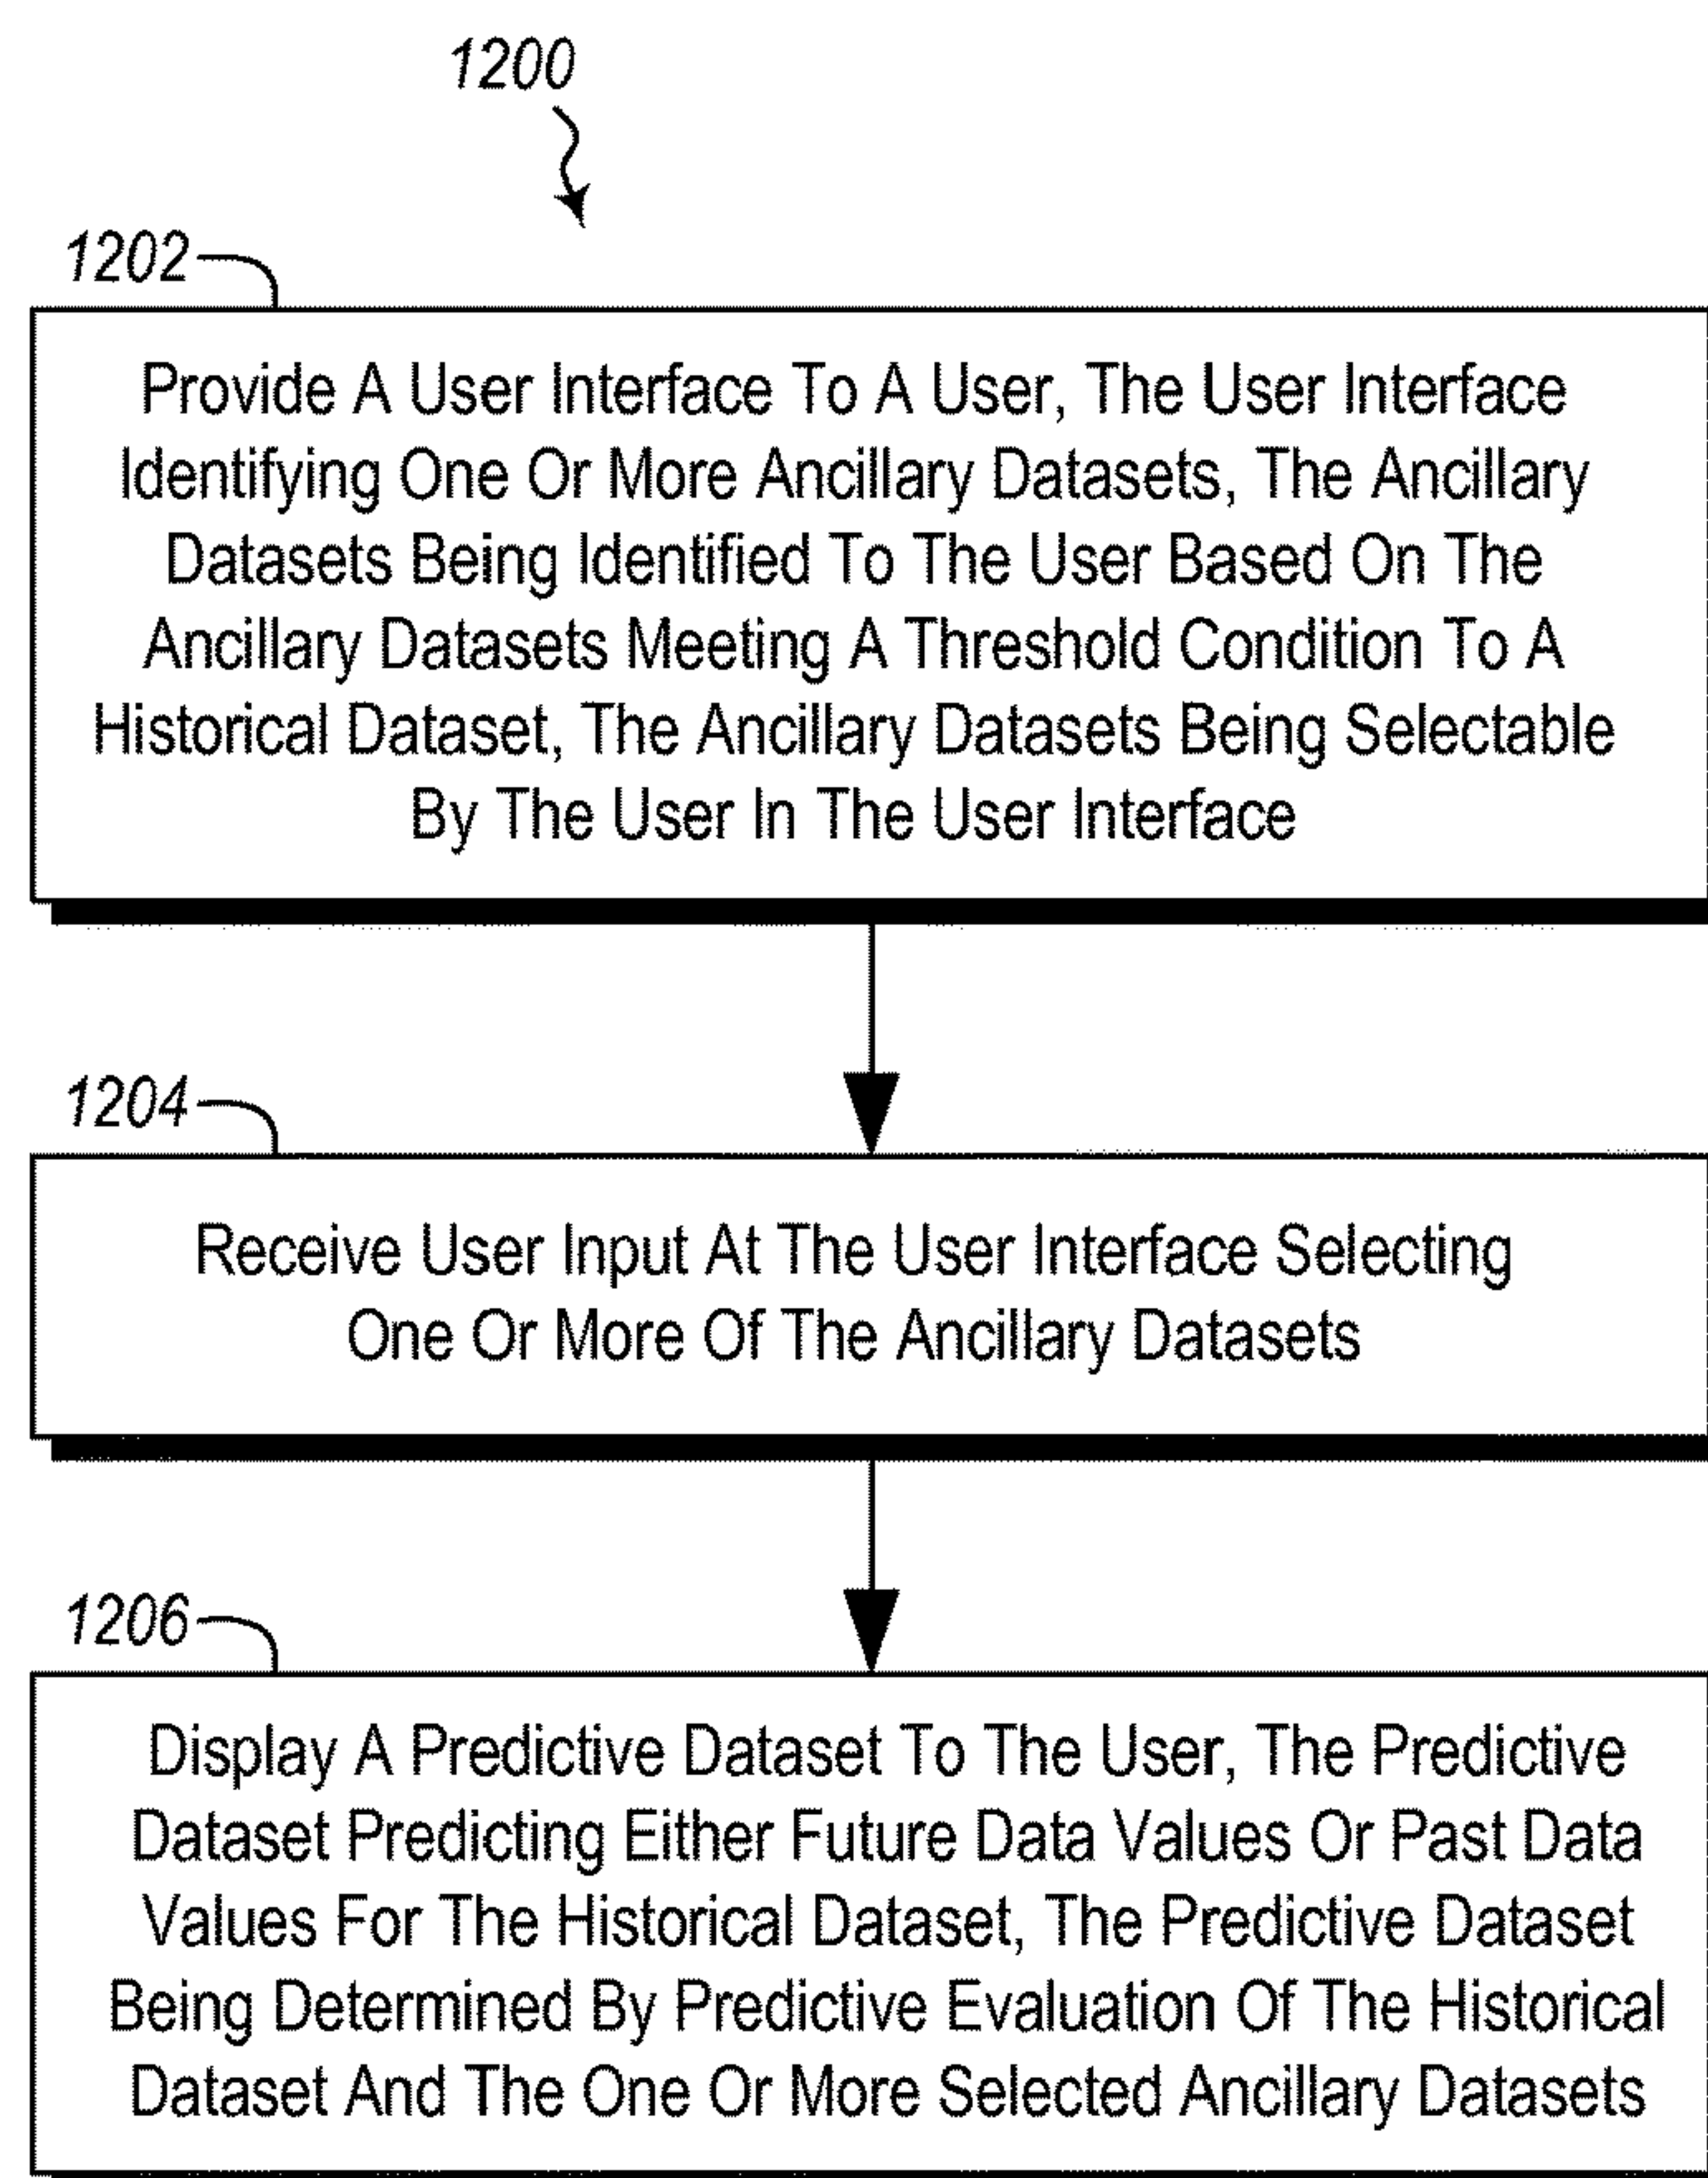 1200
1202
Provide A User Interface To A User, The User Interface
Identifying One Or More Ancillary Datasets, The Ancillary
Datasets Being Identified To The User Based On The
Ancillary Datasets Meeting A Threshold Condition To A
Historical Dataset, The Ancillary Datasets Being Selectable
By The User In The User Interface
1204
Receive User Input At The User Interface Selecting
One Or More Of The Ancillary Datasets
1206
Display A Predictive Dataset To The User, The Predictive
Dataset Predicting Either Future Data Values Or Past Data
Values For The Historical Dataset, The Predictive Dataset
Being Determined By Predictive Evaluation Of The Historical
Dataset And The One Or More Selected Ancillary Datasets